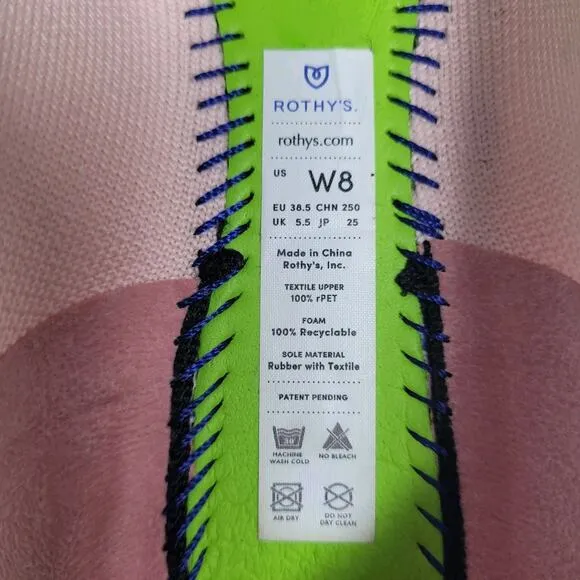 ROTHY'S.
rothys.com
US W8
EU 38.5 CHN 250
UK 5.5 JP 25
Made in China
Rothy's, Inc.
TEXTILE UPPER
100% rPET
FOAM
100% Recyclable
SOLE MATERIAL
Rubber with Textile
PATENT PENDING
30°
MACHINE WASH COLD
NO BLEACH
AIR DRY
DO NOT DRY CLEAN